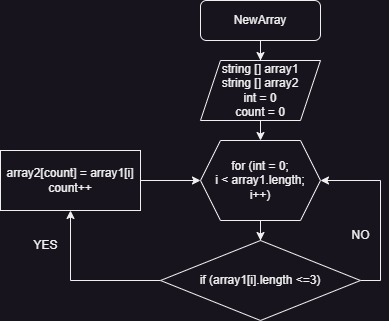 NewArray
string [] array1
string [] array2
int = 0
count = 0
for (int = 0;
i < array1.length;
i++)
array2[count] = array1[i]
count++
YES
NO
if (array1[i].length <=3)